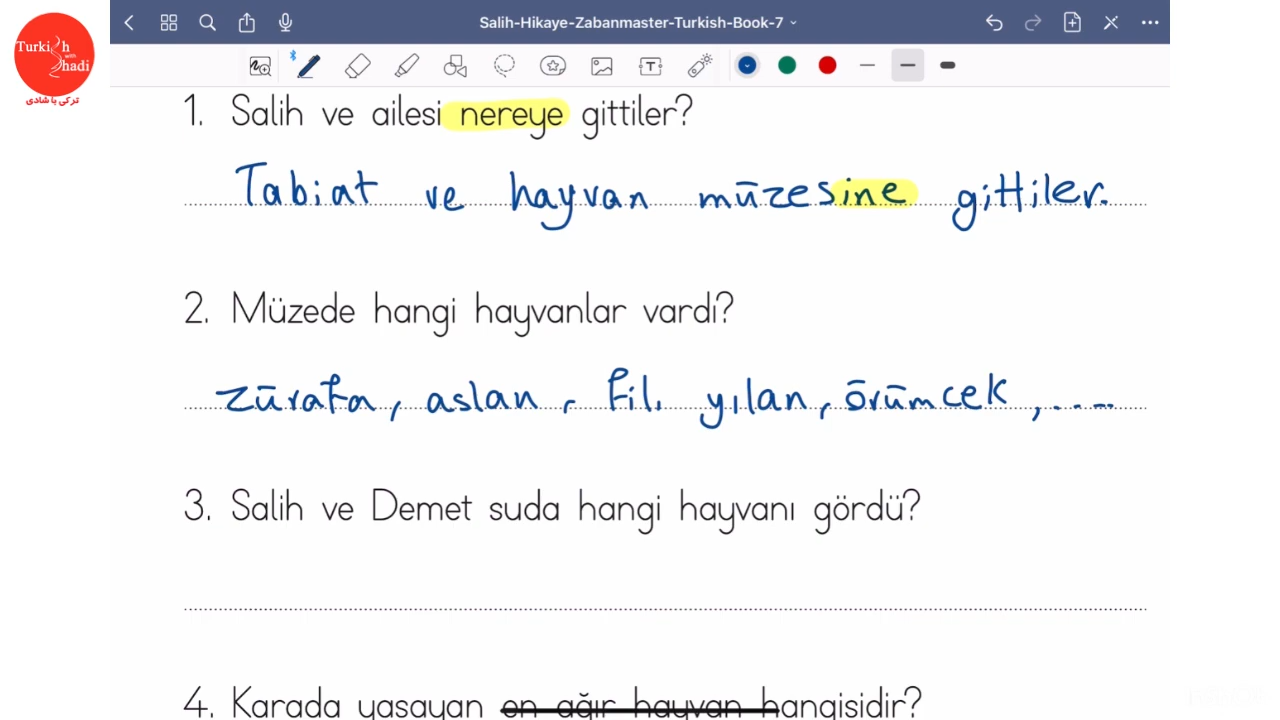 Turkish
with
Shadi
ترکی با شادی
Salih-Hikaye-Zabanmaster-Turkish-Book-7
1. Salih ve ailesi nereye gittiler?
Tabiat ve hayvan müzesine gittiler.
2. Müzede hangi hayvanlar vardı?
zürafa, aslan, fil, yılan, örümcek, .....
3. Salih ve Demet suda hangi hayvanı gördü?
4. Karada yaşayan en ağır hayvan hangisidir?